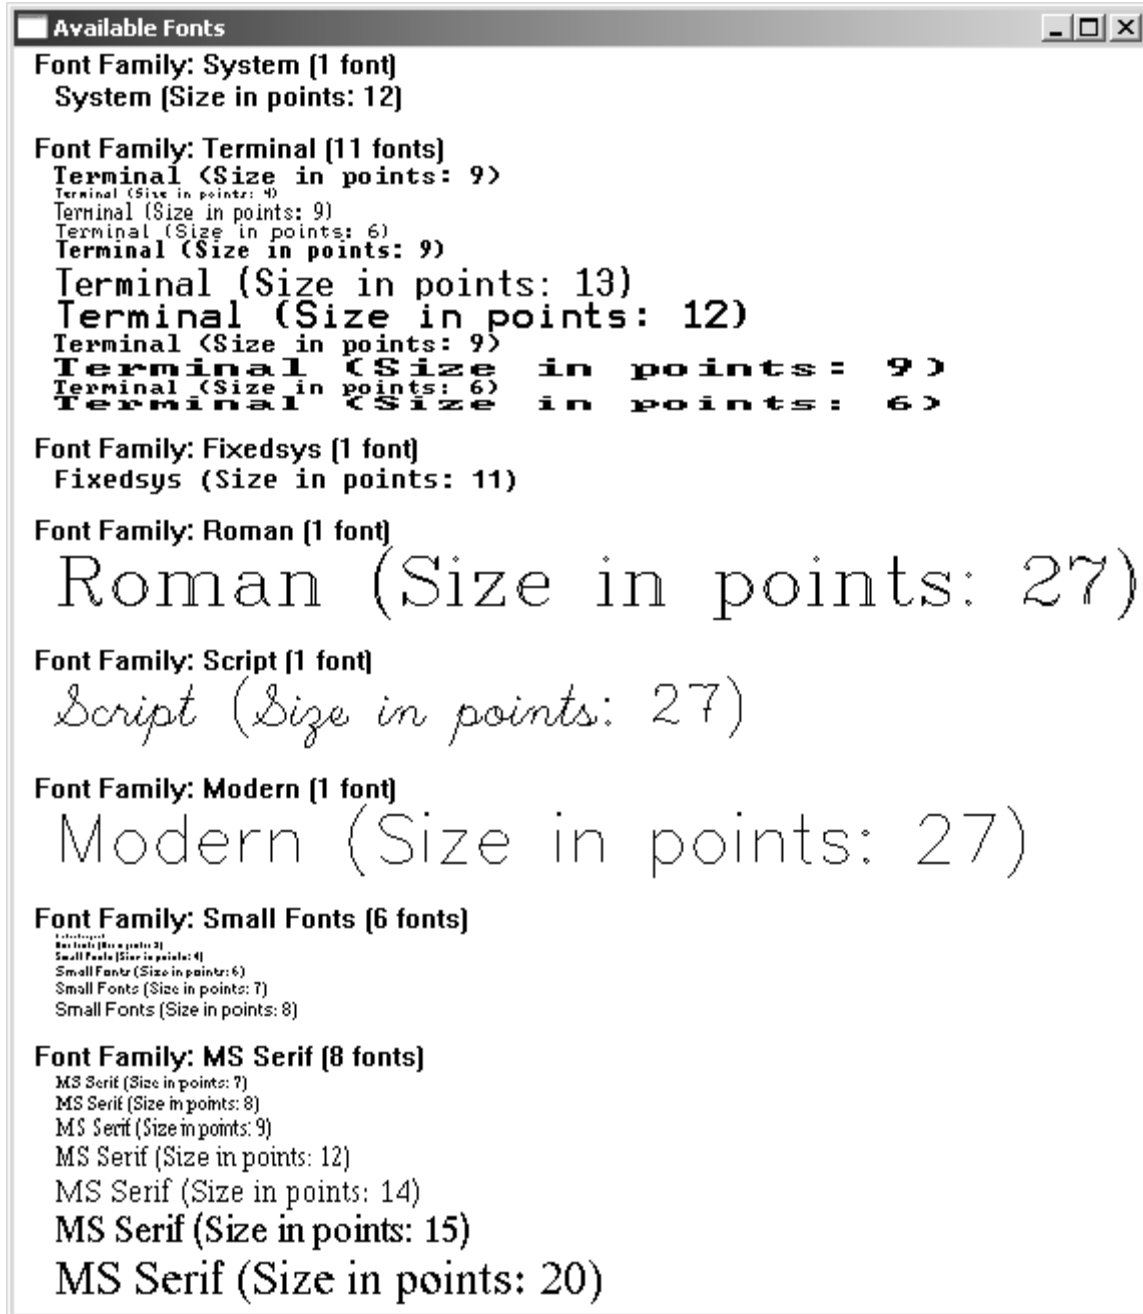 Available Fonts
Font Family: System (1 font)
System (Size in points: 12)
Font Family: Terminal (11 fonts)
Terminal (Size in points: 9)
Terminal (Size in points: 4)
Terminal (Size in points: 9)
Terminal (Size in points: 6)
Terminal (Size in points: 9)
Terminal (Size in points: 13)
Terminal (Size in points: 12)
Terminal (Size in points: 9)
Terminal (Size in points: 9)
Terminal (Size in points: 6)
Terminal (Size in points: 6)
Font Family: Fixedsys (1 font)
Fixedsys (Size in points: 11)
Font Family: Roman (1 font)
Roman (Size in points: 27)
Font Family: Script (1 font)
Script (Size in points: 27)
Font Family: Modern (1 font)
Modern (Size in points: 27)
Font Family: Small Fonts (6 fonts)
Small Fonts (Size in points: 4)
Small Fonts (Size in points: 6)
Small Fonts (Size in points: 7)
Small Fonts (Size in points: 8)
Font Family: MS Serif (8 fonts)
MS Serif (Size in points: 7)
MS Serif (Size in points: 8)
MS Serif (Size in points: 9)
MS Serif (Size in points: 12)
MS Serif (Size in points: 14)
MS Serif (Size in points: 15)
MS Serif (Size in points: 20)